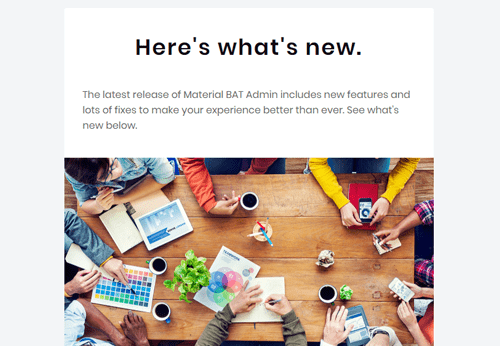 Here's what's new.
The latest release of Material BAT Admin includes new features and
lots of fixes to make your experience better than ever. See what's
new below.